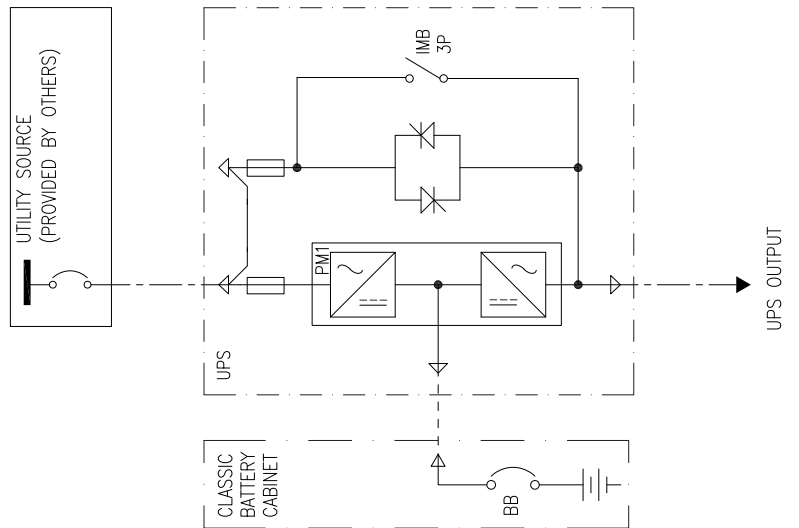 UTILITY SOURCE
(PROVIDED BY OTHERS)
UPS
IMB
3P
PM1
UPS OUTPUT
CLASSIC
BATTERY
CABINET
BB